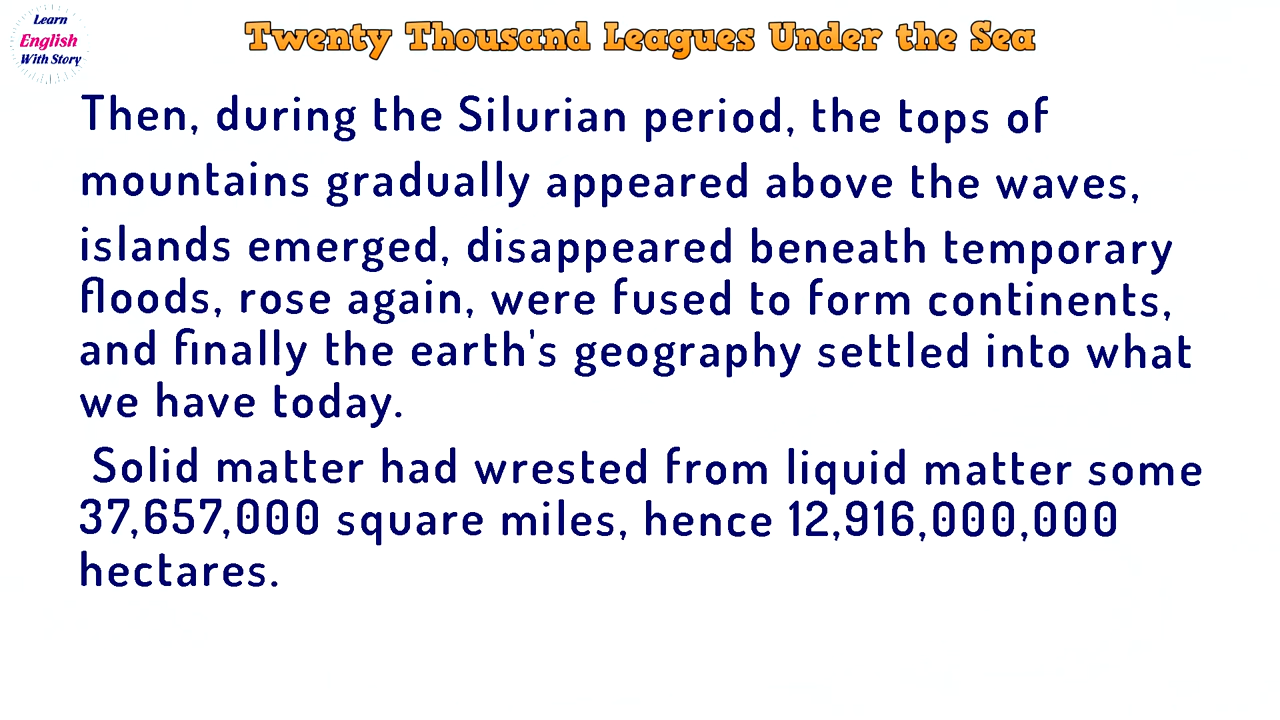 Learn
English
With Story
Twenty Thousand Leagues Under the Sea
Then, during the Silurian period, the tops of
mountains gradually appeared above the waves,
islands emerged, disappeared beneath temporary
floods, rose again, were fused to form continents,
and finally the earth's geography settled into what
we have today.
Solid matter had wrested from liquid matter some
37,657,000 square miles, hence 12,916,000,000
hectares.